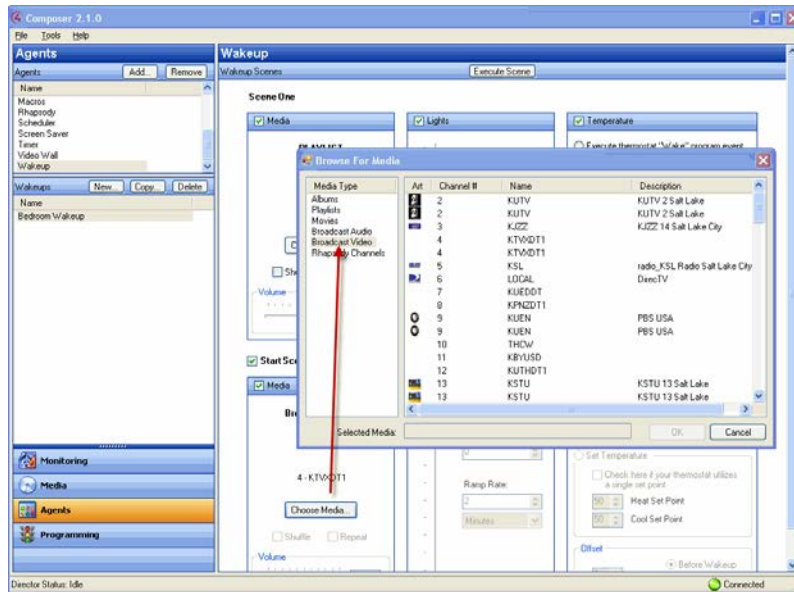 Composer 2.1.0
File Tools Help
Agents
Agents Add... Remove
Name
Macros
Rhapsody
Scheduler
Screen Saver
Timer
Video Wall
Wakeup
Wakeups New... Copy... Delete
Name
Bedroom Wakeup
Monitoring
Media
Agents
Programming
Director Status: Idle
Connected
Wakeup
Wakeup Scenes Execute Scene
Scene One
Media
Lights
Temperature
PLAYLIST
Execute thermostat "Wake" program event
Volume
Start Sce
Media
4 - KTVXDT1
Choose Media...
Shuffle Repeat
Volume
Ramp Rate:
2
Minutes
Set Temperature
Check here if your thermostat utilizes
a single set point
50 Heat Set Point
50 Cool Set Point
Offset
Before Wakeup
Browse For Media
Media Type
Albums
Playlists
Movies
Broadcast Audio
Broadcast Video
Rhapsody Channels
Art Channel # Name Description
2 KUTV KUTV 2 Salt Lake
2 KUTV KUTV 2 Salt Lake
3 KJZZ KJZZ 14 Salt Lake City
4 KTVXDT1
4 KTVXDT1
5 KSL radio_KSL Radio Salt Lake City
6 LOCAL DirecTV
7 KUEDDT
8 KPNZDT1
9 KUEN PBS USA
9 KUEN PBS USA
10 THCW
11 KBYUSD
12 KUTHDT1
13 KSTU KSTU 13 Salt Lake
13 KSTU KSTU 13 Salt Lake
Selected Media:
OK Cancel